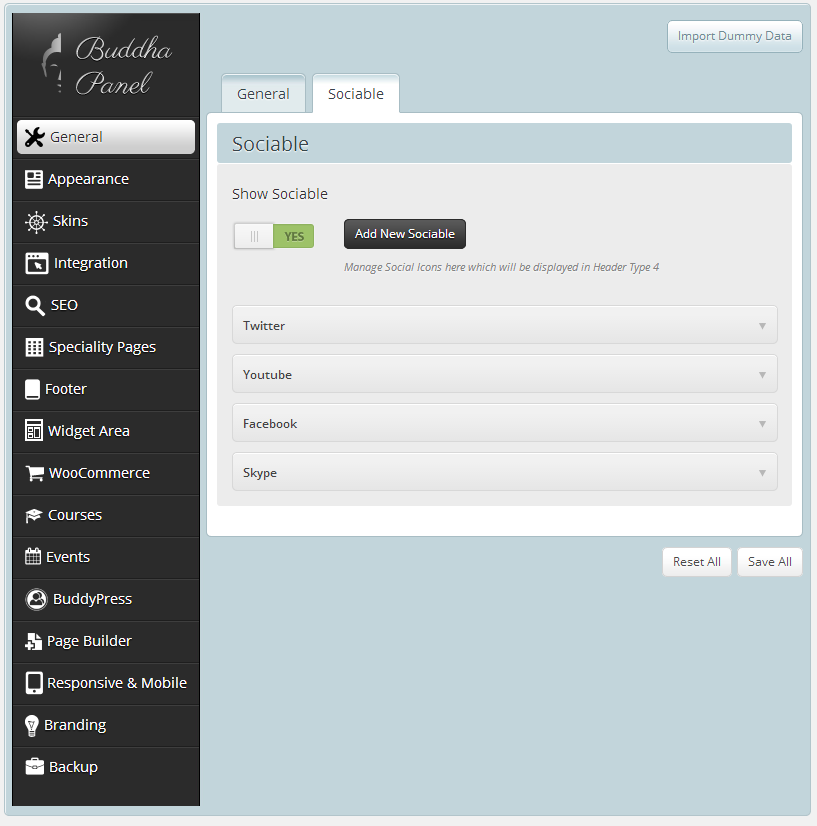 Buddha
Panel
Import Dummy Data
General
Appearance
Skins
Integration
SEO
Speciality Pages
Footer
Widget Area
WooCommerce
Courses
Events
BuddyPress
Page Builder
Responsive & Mobile
Branding
Backup
General Sociable
Sociable
Show Sociable
YES Add New Sociable
Manage Social Icons here which will be displayed in Header Type 4
Twitter
Youtube
Facebook
Skype
Reset All Save All